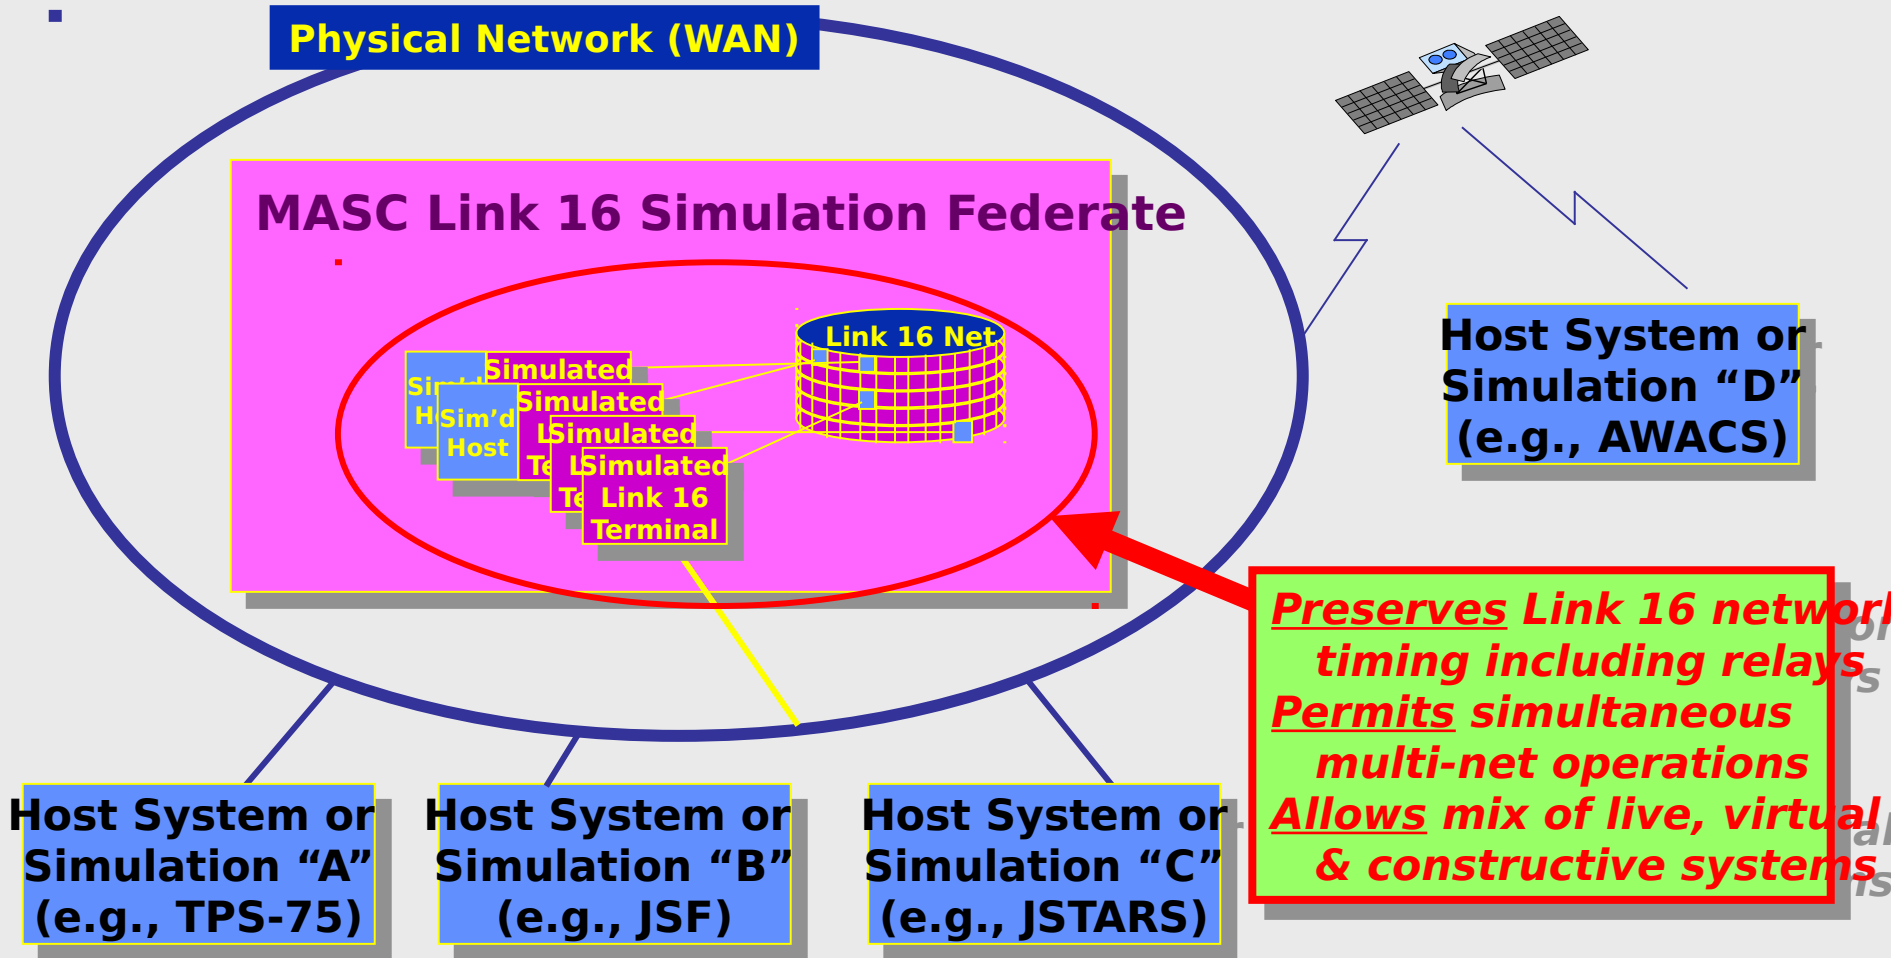 Physical Network (WAN)
MASC Link 16 Simulation Federate
Link 16 Net
Simulated
Simulated
Sim’d
Host
Simulated
Simulated
Link 16
Terminal
Host System or
Simulation “D”
(e.g., AWACS)
Preserves Link 16 network
timing including relays
Permits simultaneous
multi-net operations
Allows mix of live, virtual
& constructive systems
Host System or
Simulation “A”
(e.g., TPS-75)
Host System or
Simulation “B”
(e.g., JSF)
Host System or
Simulation “C”
(e.g., JSTARS)